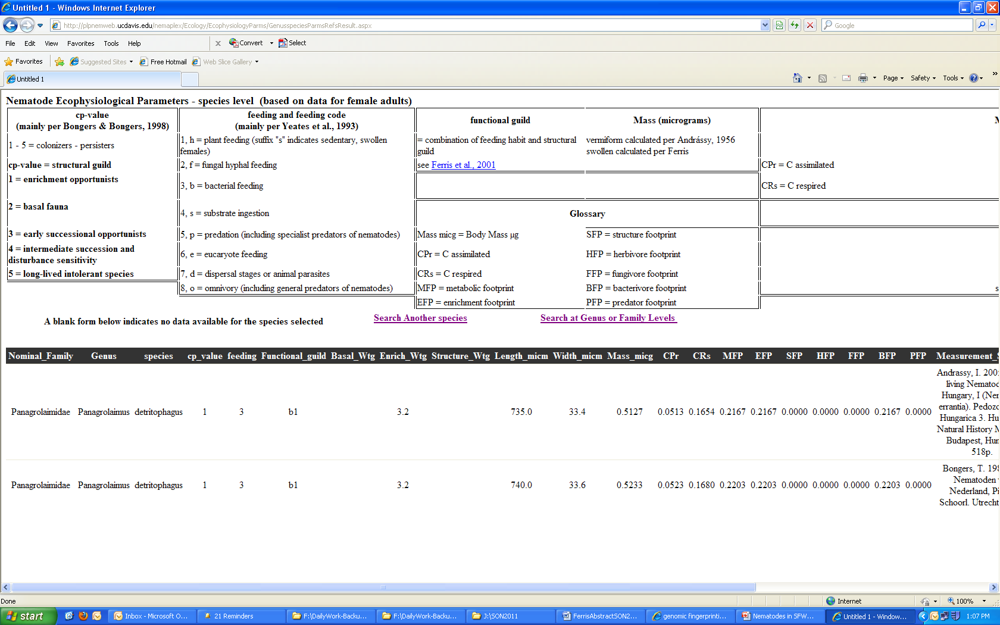 Untitled 1 - Windows Internet Explorer
http://plpnemweb.ucdavis.edu/nemaplex/Ecology/EcophysiologyParms/GenusspeciesParmsRefsResult.aspx
Google
File Edit View Favorites Tools Help
x Convert Select
Favorites Suggested Sites Free Hotmail Web Slice Gallery
Untitled 1
Page Safety Tools »
Nematode Ecophysiological Parameters - species level (based on data for female adults)
cp-value
(mainly per Bongers & Bongers, 1998)
feeding and feeding code
(mainly per Yeates et al., 1993)
functional guild
Mass (micrograms)
1 - 5 = colonizers - persisters
1, h = plant feeding (suffix "s" indicates sedentary, swollen
females)
= combination of feeding habit and structural
guild
vermiform calculated per Andrássy, 1956
swollen calculated per Ferris
cp-value = structural guild
2, f = fungal hyphal feeding
see Ferris et al., 2001
CPr = C assimilated
1 = enrichment opportunists
3, b = bacterial feeding
CRs = C respired
2 = basal fauna
4, s = substrate ingestion
Glossary
3 = early successional opportunists
5, p = predation (including specialist predators of nematodes)
Mass micg = Body Mass µg
SFP = structure footprint
4 = intermediate succession and
disturbance sensitivity
6, e = eucaryote feeding
CPr = C assimilated
HFP = herbivore footprint
5 = long-lived intolerant species
7, d = dispersal stages or animal parasites
CRs = C respired
FFP = fungivore footprint
8, o = omnivory (including general predators of nematodes)
MFP = metabolic footprint
BFP = bacterivore footprint
s
EFP = enrichment footprint
PFP = predator footprint
A blank form below indicates no data available for the species selected
Search Another species
Search at Genus or Family Levels
Nominal_Family Genus species cp_value feeding Functional_guild Basal_Wtg Enrich_Wtg Structure_Wtg Length_micm Width_micm Mass_micg CPr CRs MFP EFP SFP HFP FFP BFP PFP Measurement_
Panagrolaimidae Panagrolaimus detritophagus 1 3 b1 3.2 735.0 33.4 0.5127 0.0513 0.1654 0.2167 0.2167 0.0000 0.0000 0.0000 0.2167 0.0000
Andrassy, I. 200
living Nematod
Hungary, I (Ner
errantia). Pedozo
Hungarica 3. Hu
Natural History M
Budapest, Hun
518p.
Panagrolaimidae Panagrolaimus detritophagus 1 3 b1 3.2 740.0 33.6 0.5233 0.0523 0.1680 0.2203 0.2203 0.0000 0.0000 0.0000 0.2203 0.0000
Bongers, T. 198
Nematoden
Nederland, Pi
Schoorl. Utrecht
Done Internet 100%
start Inbox - Microsoft O... 21 Reminders F:\DailyWork-Backu... F:\DailyWork-Backu... J:\SON2011 FerrisAbstractSON2... genomic fingerprinti... Nematodes in SFW... Untitled 1 - Window... 1:07 PM